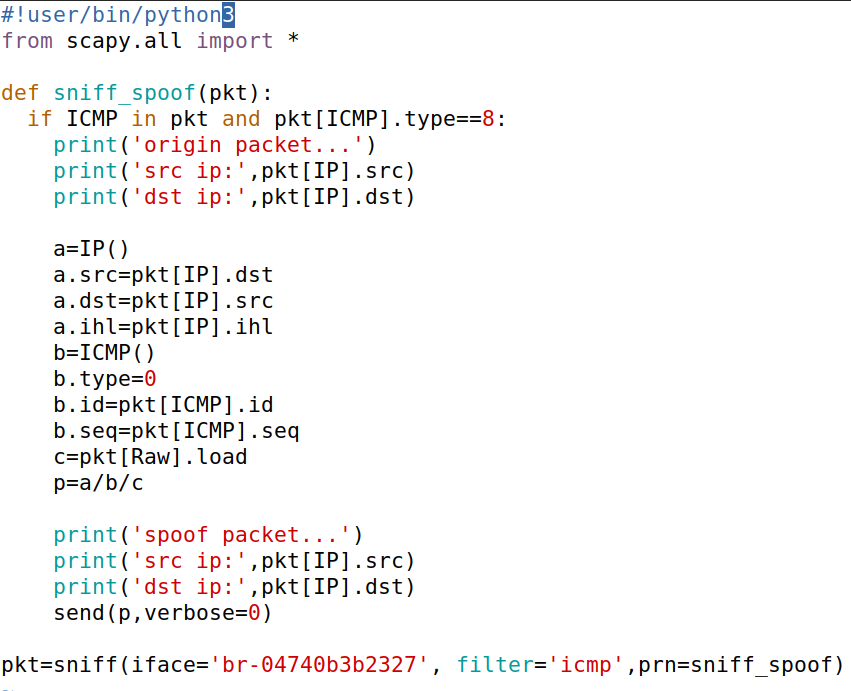 #!user/bin/python3
from scapy.all import *

def sniff_spoof(pkt):
  if ICMP in pkt and pkt[ICMP].type==8:
    print('origin packet...')
    print('src ip:',pkt[IP].src)
    print('dst ip:',pkt[IP].dst)

    a=IP()
    a.src=pkt[IP].dst
    a.dst=pkt[IP].src
    a.ihl=pkt[IP].ihl
    b=ICMP()
    b.type=0
    b.id=pkt[ICMP].id
    b.seq=pkt[ICMP].seq
    c=pkt[Raw].load
    p=a/b/c

    print('spoof packet...')
    print('src ip:',pkt[IP].src)
    print('dst ip:',pkt[IP].dst)
    send(p,verbose=0)

pkt=sniff(iface='br-04740b3b2327', filter='icmp',prn=sniff_spoof)